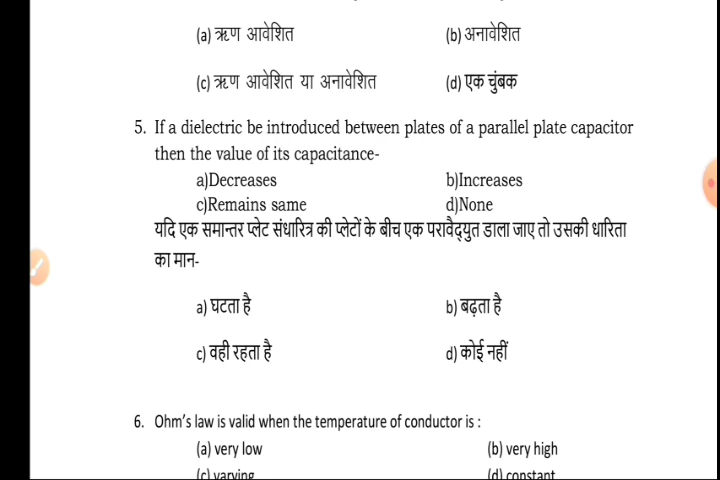 (a) ऋण आवेशित (b) अनावेशित
(c) ऋण आवेशित या अनावेशित (d) एक चुंबक
5. If a dielectric be introduced between plates of a parallel plate capacitor
then the value of its capacitance-
a)Decreases b)Increases
c)Remains same d)None
यदि एक समान्तर प्लेट संधारित्र की प्लेटों के बीच एक परावैद्युत डाला जाए तो उसकी धारिता
का मान-
a) घटता है b) बढ़ता है
c) वही रहता है d) कोई नहीं
6. Ohm's law is valid when the temperature of conductor is :
(a) very low (b) very high
(c) varying (d) constant